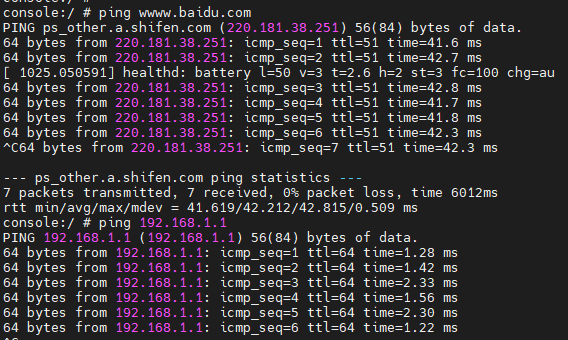 console:/ #
console:/ # ping wwww.baidu.com
PING ps_other.a.shifen.com (220.181.38.251) 56(84) bytes of data.
64 bytes from 220.181.38.251: icmp_seq=1 ttl=51 time=41.6 ms
64 bytes from 220.181.38.251: icmp_seq=2 ttl=51 time=42.7 ms
[ 1025.050591] healthd: battery l=50 v=3 t=2.6 h=2 st=3 fc=100 chg=au
64 bytes from 220.181.38.251: icmp_seq=3 ttl=51 time=42.8 ms
64 bytes from 220.181.38.251: icmp_seq=4 ttl=51 time=41.7 ms
64 bytes from 220.181.38.251: icmp_seq=5 ttl=51 time=41.8 ms
64 bytes from 220.181.38.251: icmp_seq=6 ttl=51 time=42.3 ms
^C64 bytes from 220.181.38.251: icmp_seq=7 ttl=51 time=42.3 ms
--- ps_other.a.shifen.com ping statistics ---
7 packets transmitted, 7 received, 0% packet loss, time 6012ms
rtt min/avg/max/mdev = 41.619/42.212/42.815/0.509 ms
console:/ # ping 192.168.1.1
PING 192.168.1.1 (192.168.1.1) 56(84) bytes of data.
64 bytes from 192.168.1.1: icmp_seq=1 ttl=64 time=1.28 ms
64 bytes from 192.168.1.1: icmp_seq=2 ttl=64 time=1.42 ms
64 bytes from 192.168.1.1: icmp_seq=3 ttl=64 time=2.33 ms
64 bytes from 192.168.1.1: icmp_seq=4 ttl=64 time=1.56 ms
64 bytes from 192.168.1.1: icmp_seq=5 ttl=64 time=2.30 ms
64 bytes from 192.168.1.1: icmp_seq=6 ttl=64 time=1.22 ms